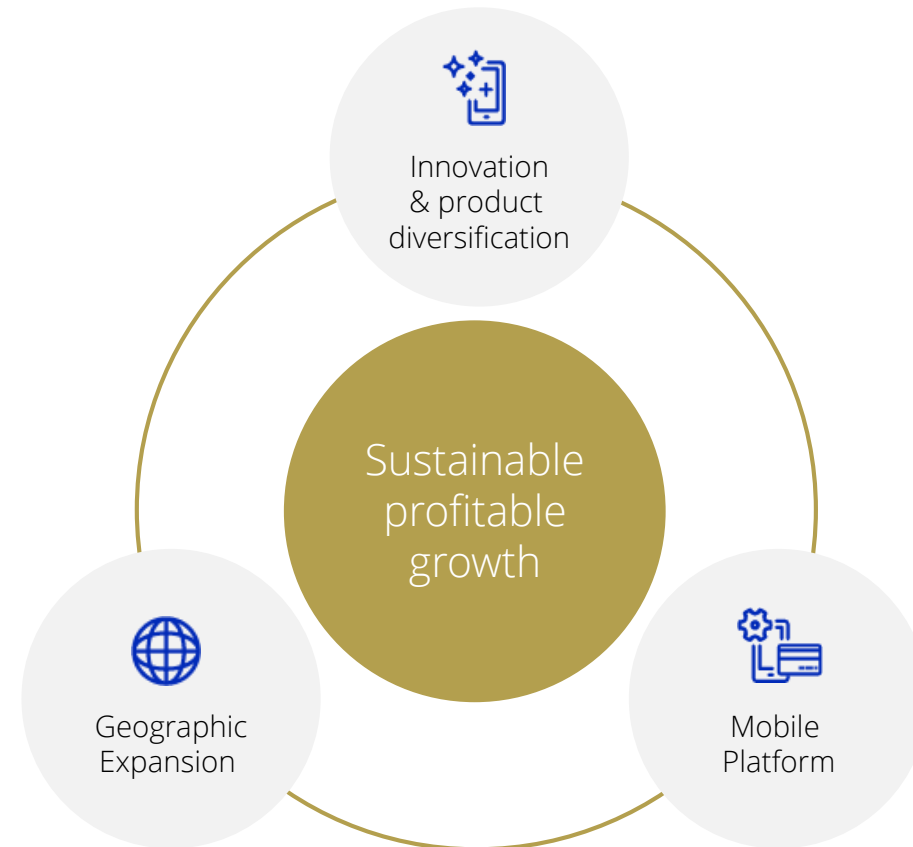 Innovation
& product
diversification
Sustainable
profitable
growth
Geographic
Expansion
Mobile
Platform